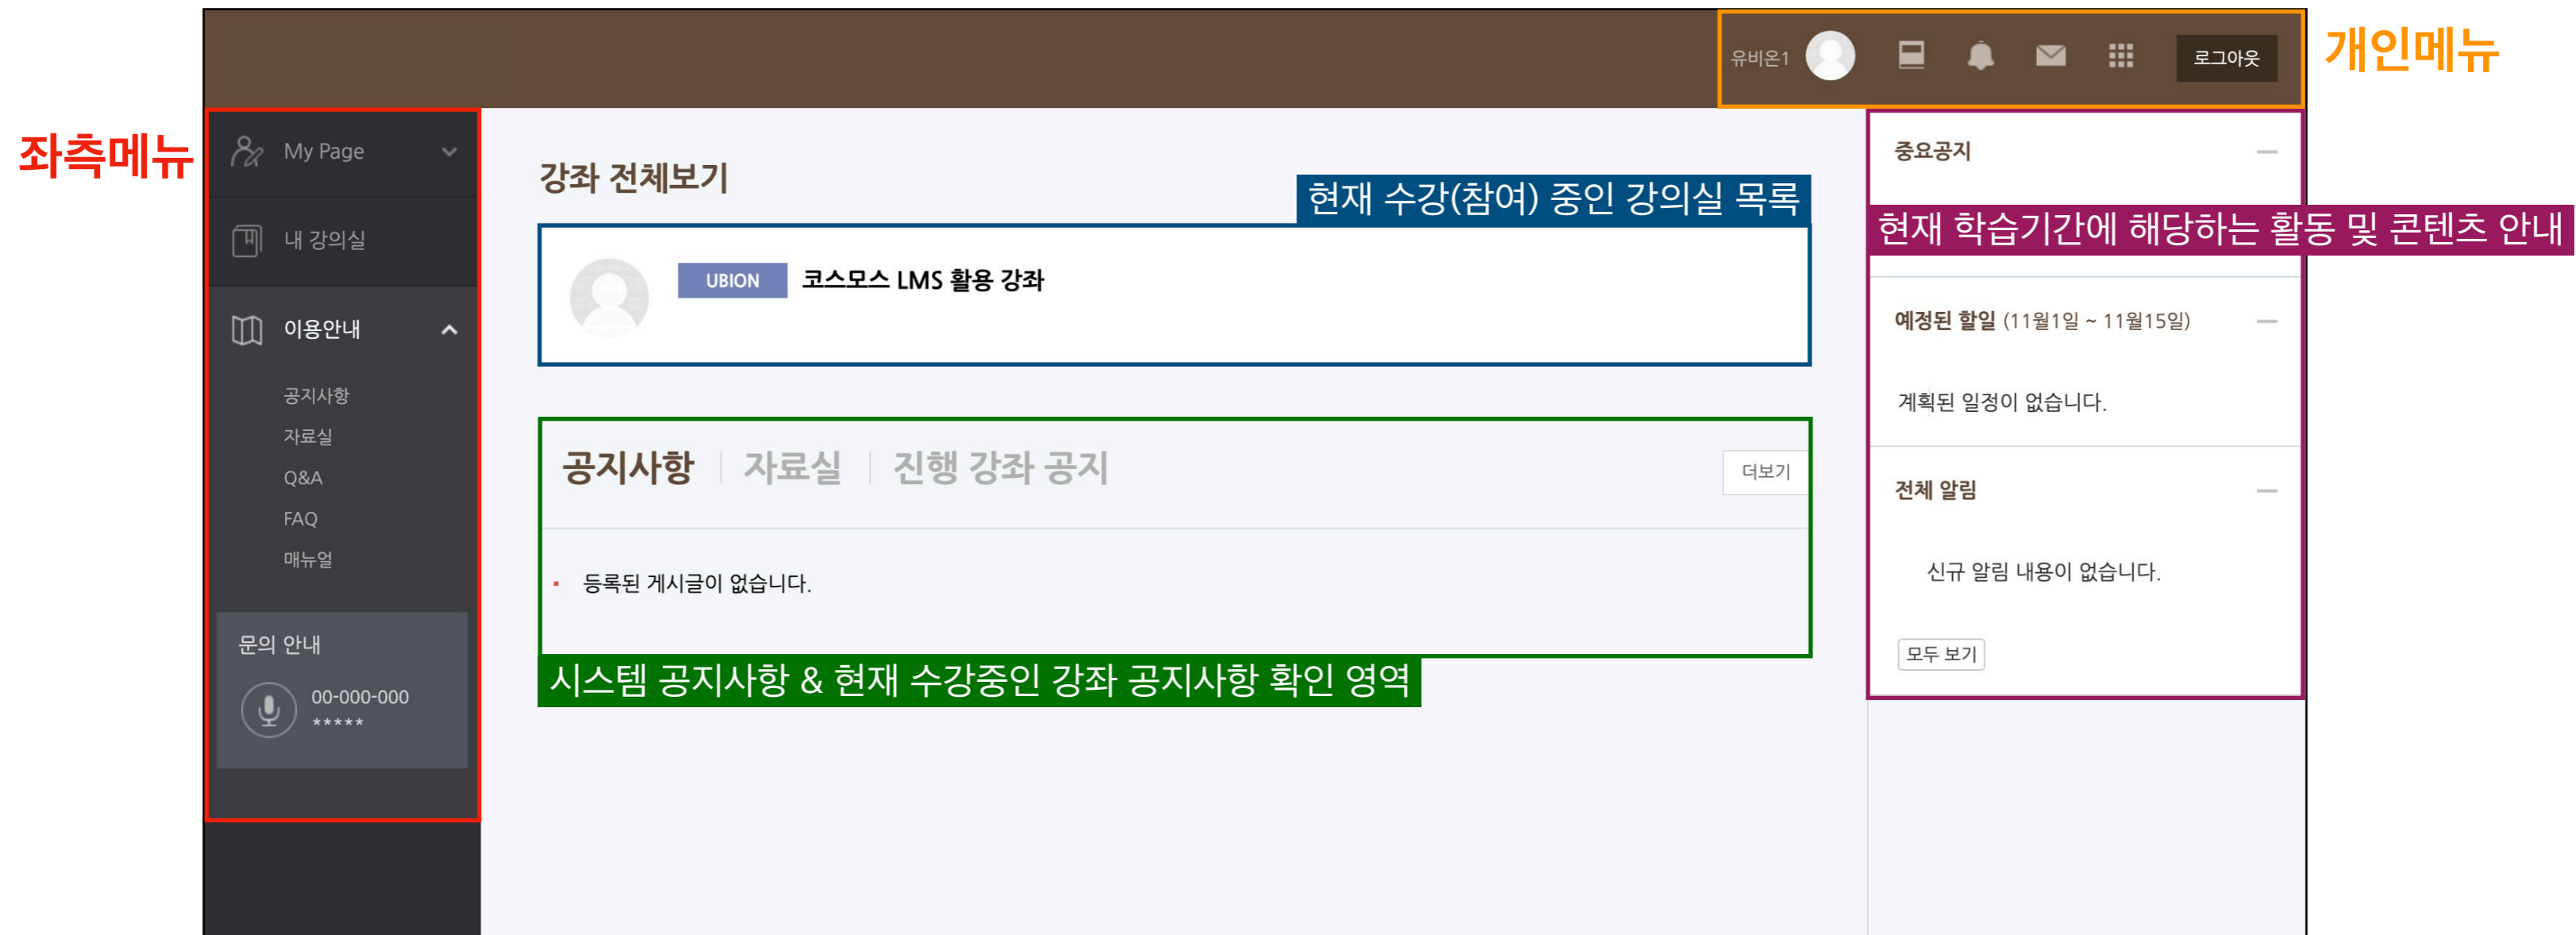 유비온1
로그아웃
개인메뉴
좌측메뉴
My Page
내 강의실
이용안내
공지사항
자료실
Q&A
FAQ
매뉴얼
문의 안내
00-000-000
*****
강좌 전체보기
현재 수강(참여) 중인 강의실 목록
UBION 코스모스 LMS 활용 강좌
공지사항 자료실 진행 강좌 공지
더보기
등록된 게시글이 없습니다.
시스템 공지사항 & 현재 수강중인 강좌 공지사항 확인 영역
중요공지
현재 학습기간에 해당하는 활동 및 콘텐츠 안내
예정된 할일 (11월1일 ~ 11월15일)
계획된 일정이 없습니다.
전체 알림
신규 알림 내용이 없습니다.
모두 보기